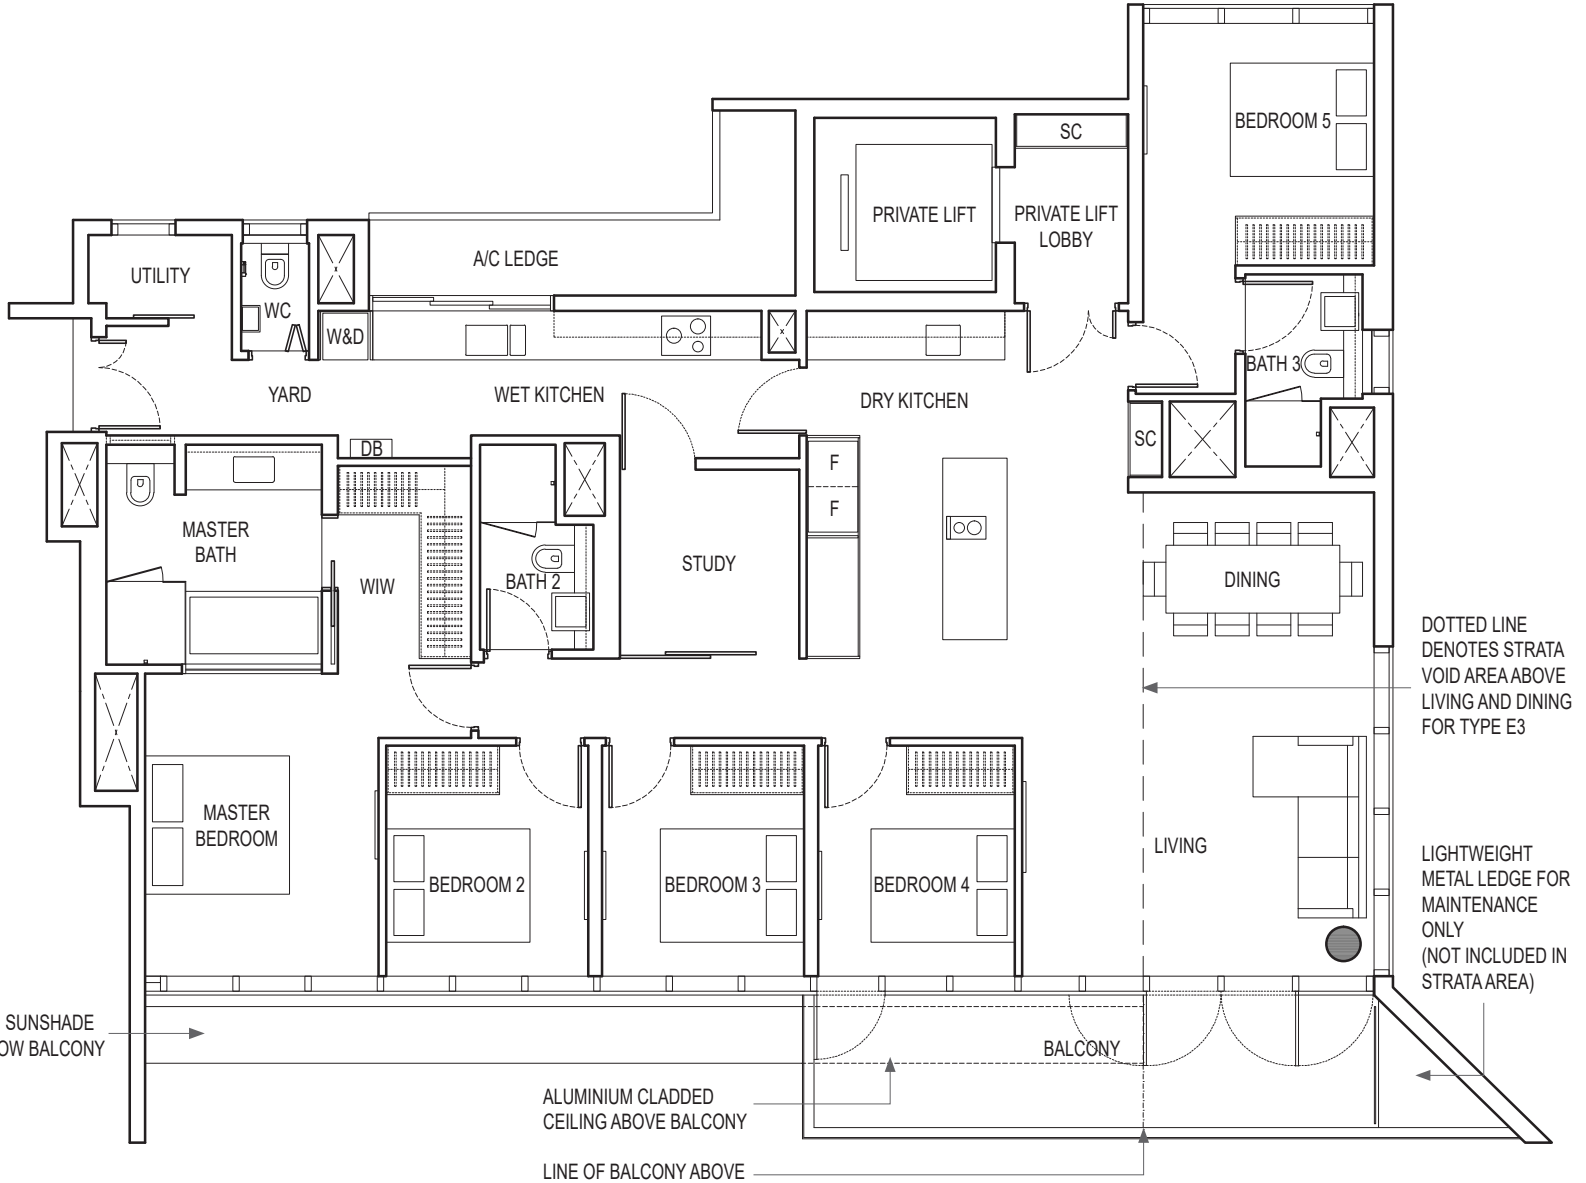 SC
BEDROOM 5
PRIVATE LIFT
PRIVATE LIFT
LOBBY
A/C LEDGE
UTILITY
WC
W&D
BATH 3
YARD
WET KITCHEN
DRY KITCHEN
SC
DB
F
F
MASTER
BATH
WIW
BATH 2
STUDY
DINING
DOTTED LINE
DENOTES STRATA
VOID AREA ABOVE
LIVING AND DINING
FOR TYPE E3
MASTER
BEDROOM
BEDROOM 2
BEDROOM 3
BEDROOM 4
LIVING
LIGHTWEIGHT
METAL LEDGE FOR
MAINTENANCE
ONLY
(NOT INCLUDED IN
STRATA AREA)
SUNSHADE
OW BALCONY
BALCONY
ALUMINIUM CLADDED
CEILING ABOVE BALCONY
LINE OF BALCONY ABOVE